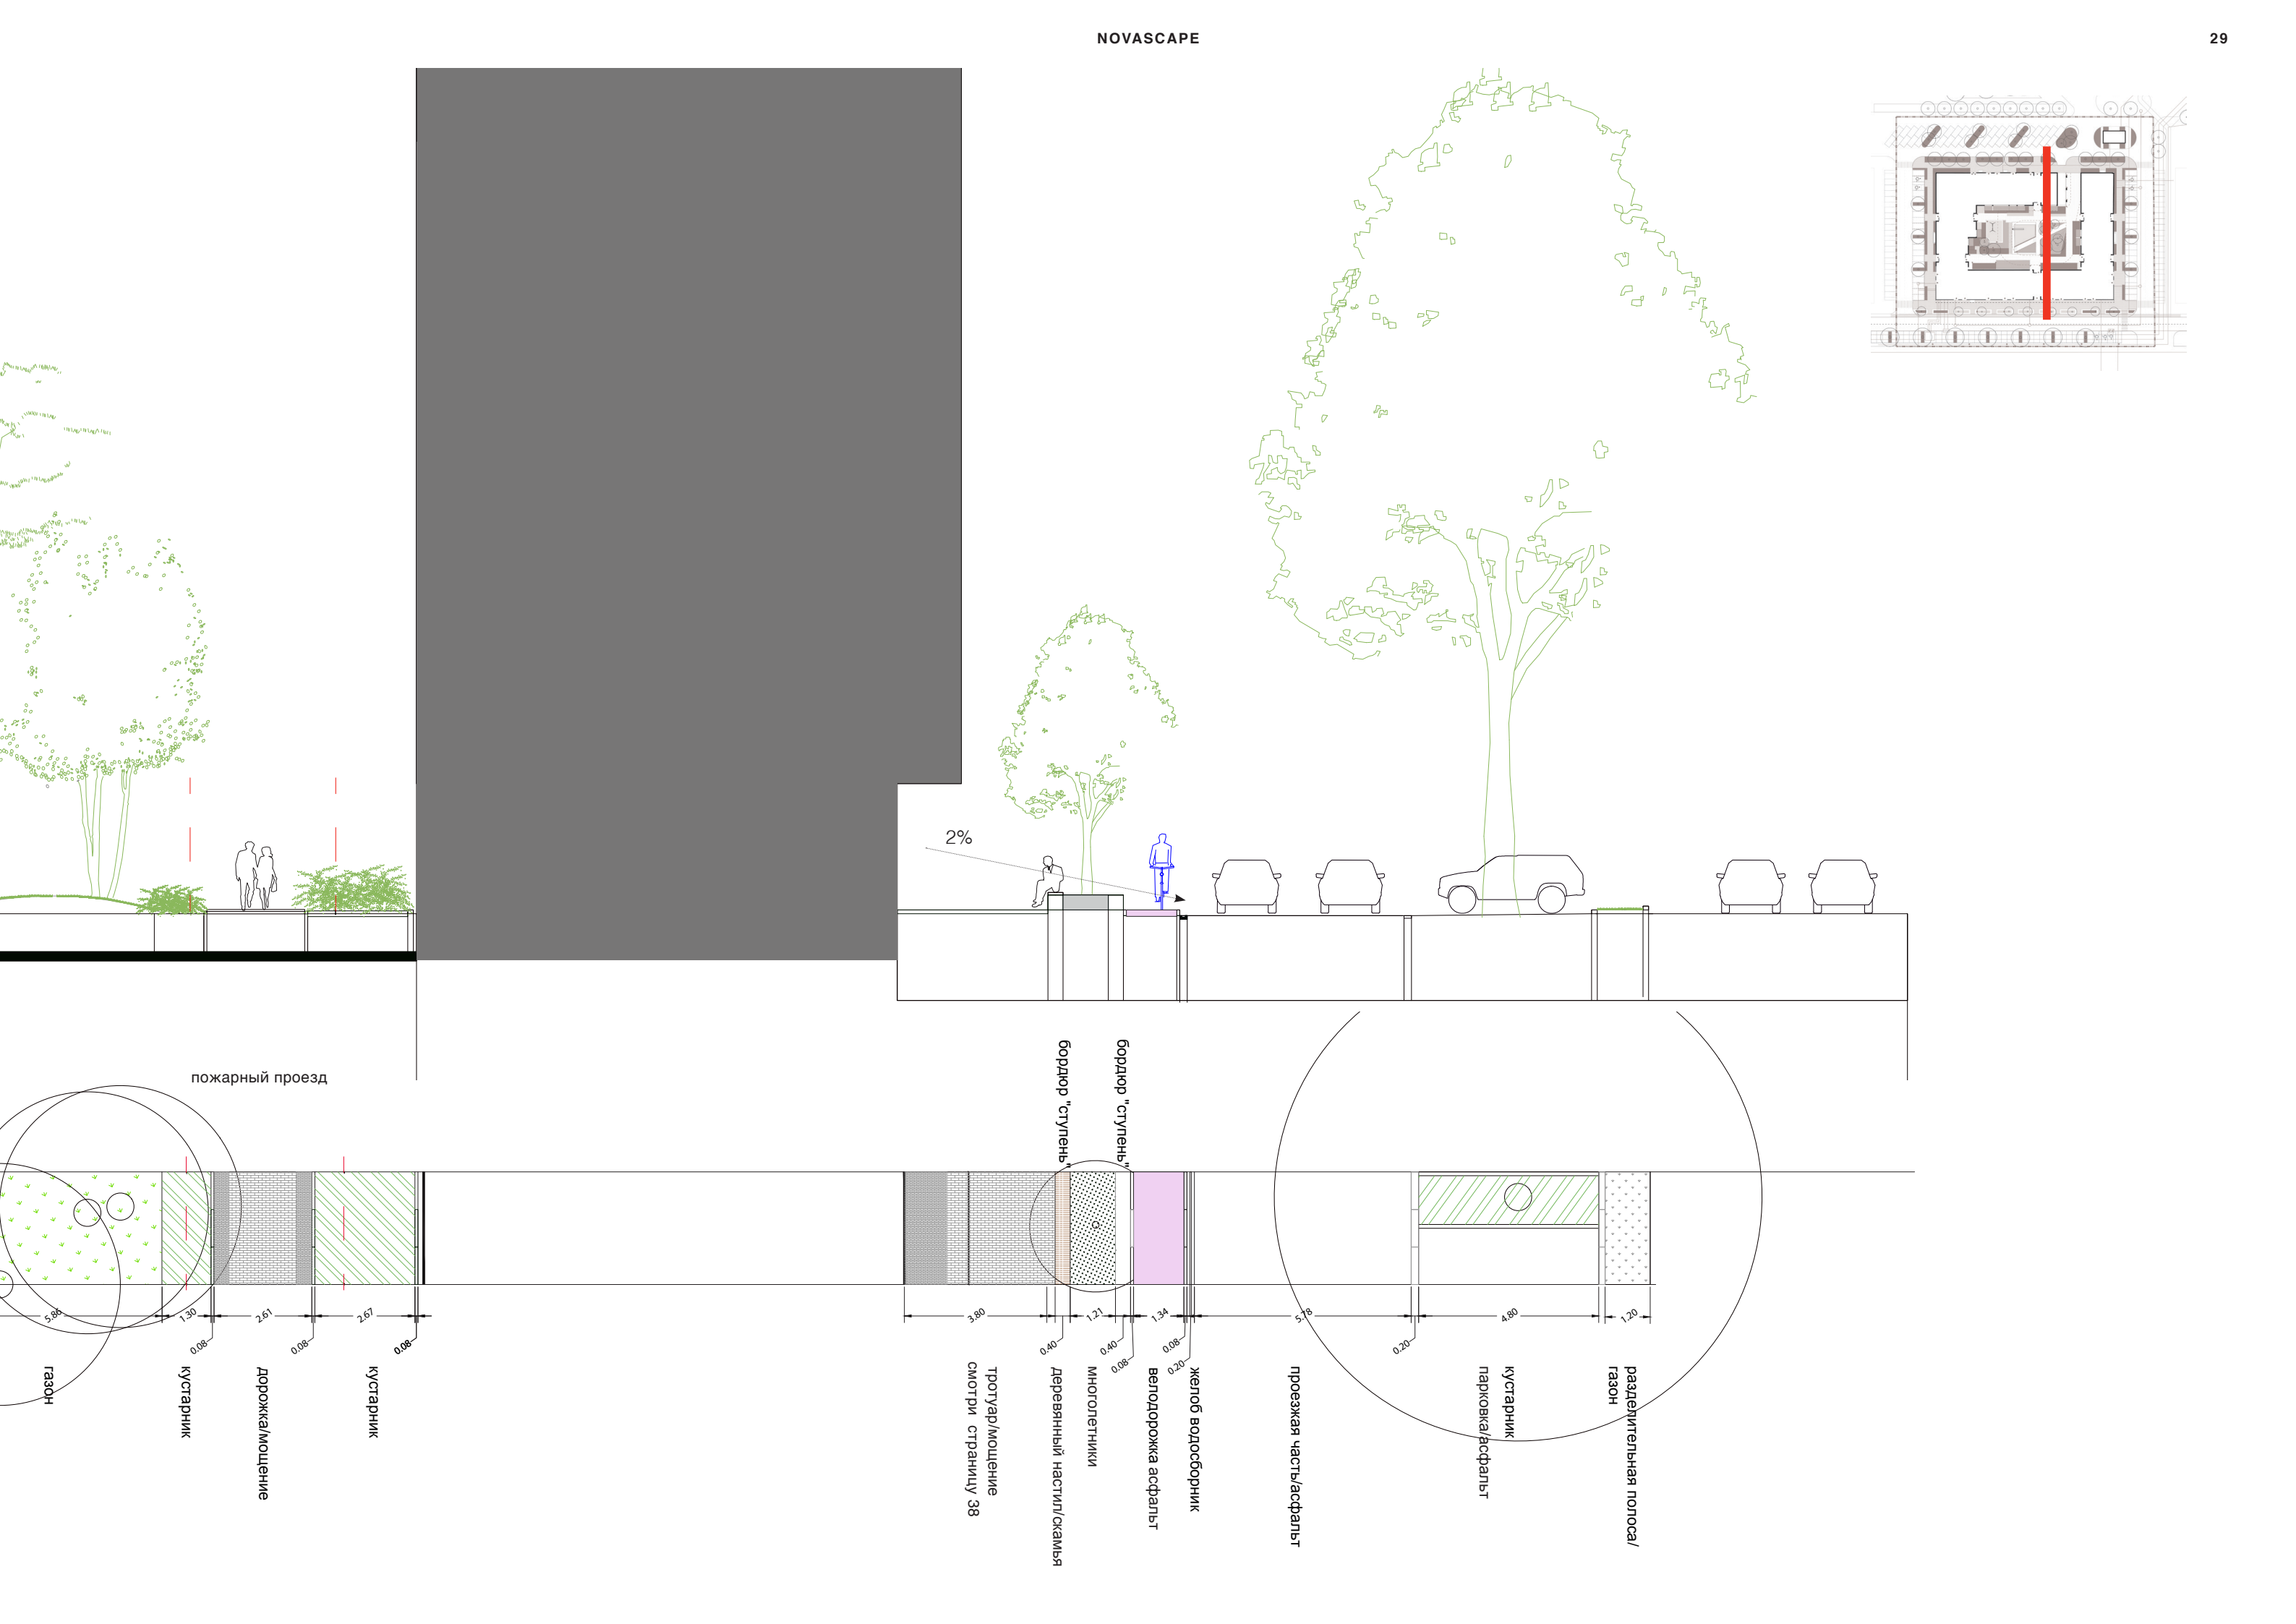 NOVASCAPE
29
2%
бордюр "ступень"
бордюр "ступень"
пожарный проезд
5.86
1.30
2.61
2.67
3.80
1.21
1.34
5.78
4.80
1.20
0.08
0.08
0.08
0.40
0.40
0.08
0.08
0.20
0.20
газон
кустарник
дорожка/мощение
кустарник
тротуар/мощение
смотри страницу 38
деревянный настил/скамья
многолетники
велодорожка асфальт
желоб водосборник
проезжая часть/асфальт
кустарник
парковка/асфальт
разделительная полоса/
газон